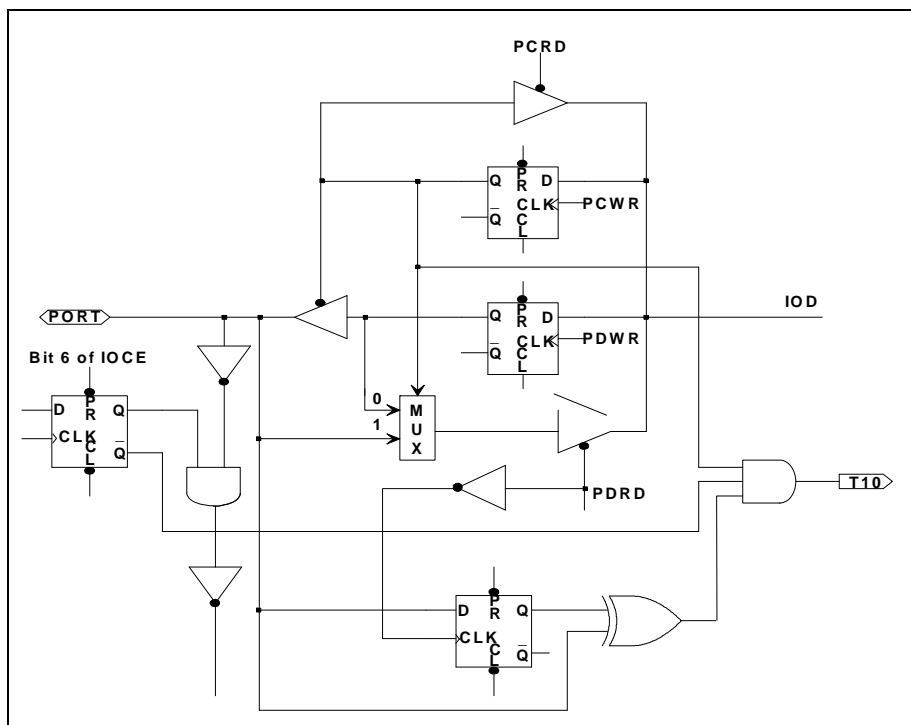 PCRD
Q PR D
CLK PCWR
Q CL
PORT
Q PR D
IOD
CLK PDWR
Q CL
Bit 6 of IOCE
D PR Q
CLK
CL Q
0
1
MUX
PDRD
T10
D PR Q
CLK
CL Q